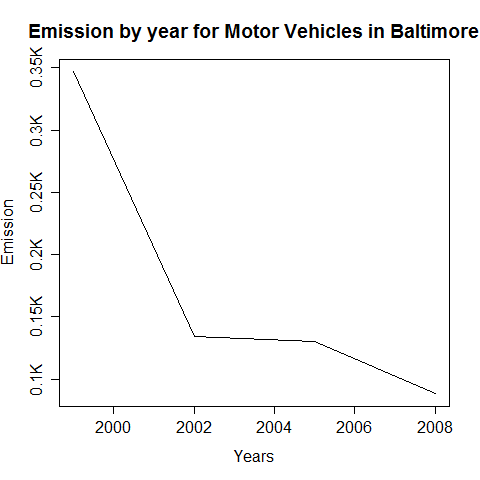 Emission by year for Motor Vehicles in Baltimore
0.35K
0.3K
0.25K
0.2K
0.15K
0.1K
Emission
2000 2002 2004 2006 2008
Years